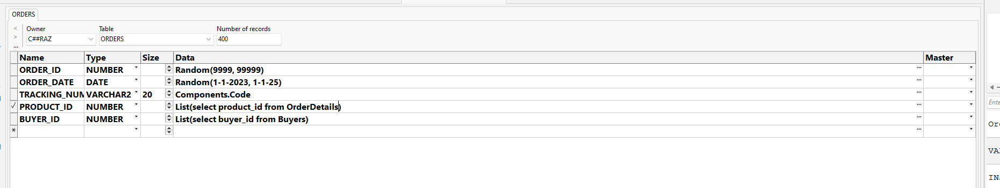 ORDERS
< Owner Table Number of records
> C##RAZ ORDERS 400
...
Name Type Size Data Master
ORDER_ID NUMBER Random(9999, 99999) ...
ORDER_DATE DATE Random(1-1-2023, 1-1-25) ...
TRACKING_NUM VARCHAR2 20 Components.Code ...
✓ PRODUCT_ID NUMBER List(select product_id from OrderDetails) ...
BUYER_ID NUMBER List(select buyer_id from Buyers) ...
* ...
Ente
Ord
VA
IN